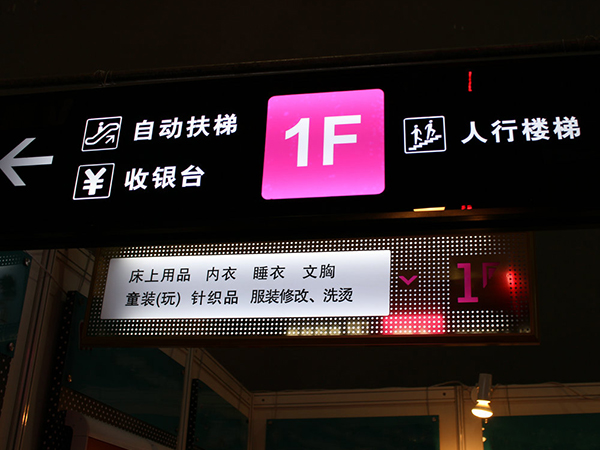 自动扶梯
¥ 收银台
1F
人行楼梯
床上用品 内衣 睡衣 文胸
童装(玩) 针织品 服装修改、洗烫
1F